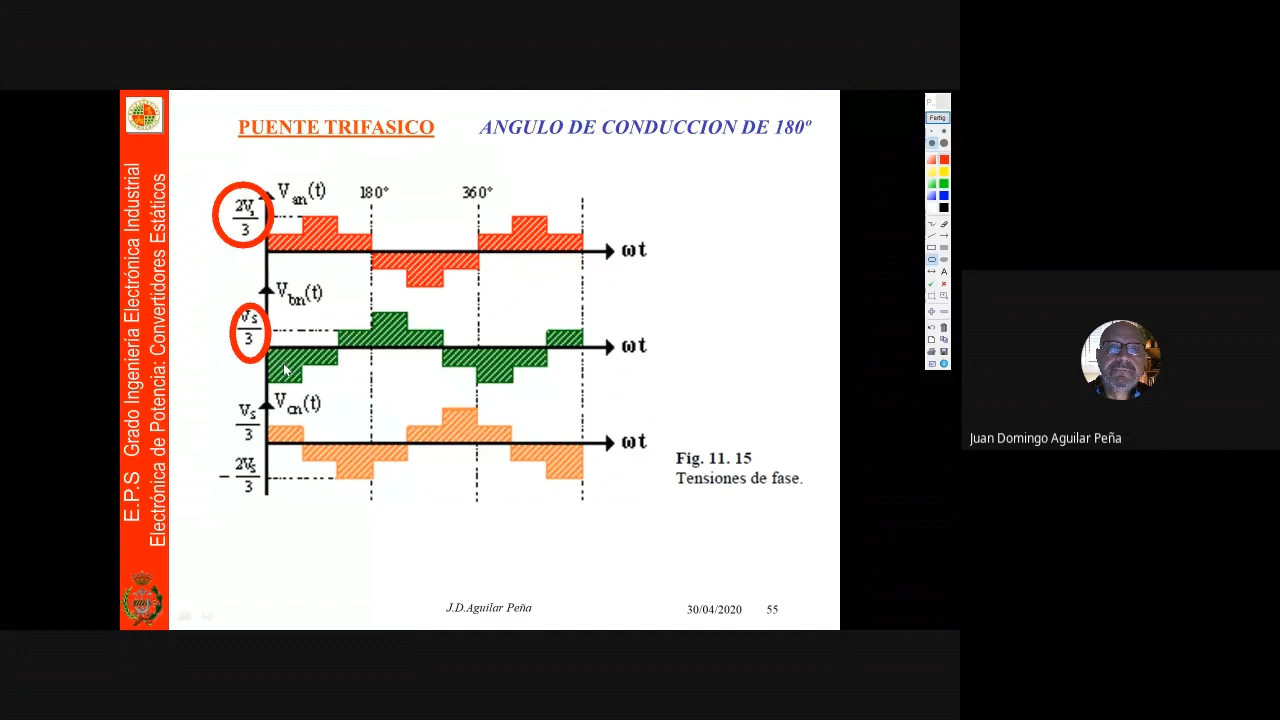 PUENTE TRIFASICO
ANGULO DE CONDUCCION DE 180º
E.P.S Grado Ingeniería Electrónica Industrial
Electrónica de Potencia: Convertidores Estáticos
Van(t)
180°
360°
2Vs
3
ωt
Vbn(t)
Vs
3
ωt
Vcn(t)
Vs
3
ωt
- 2Vs
3
Fig. 11. 15
Tensiones de fase.
J.D.Aguilar Peña
30/04/2020
55
P..
Fertig
A
Juan Domingo Aguilar Peña